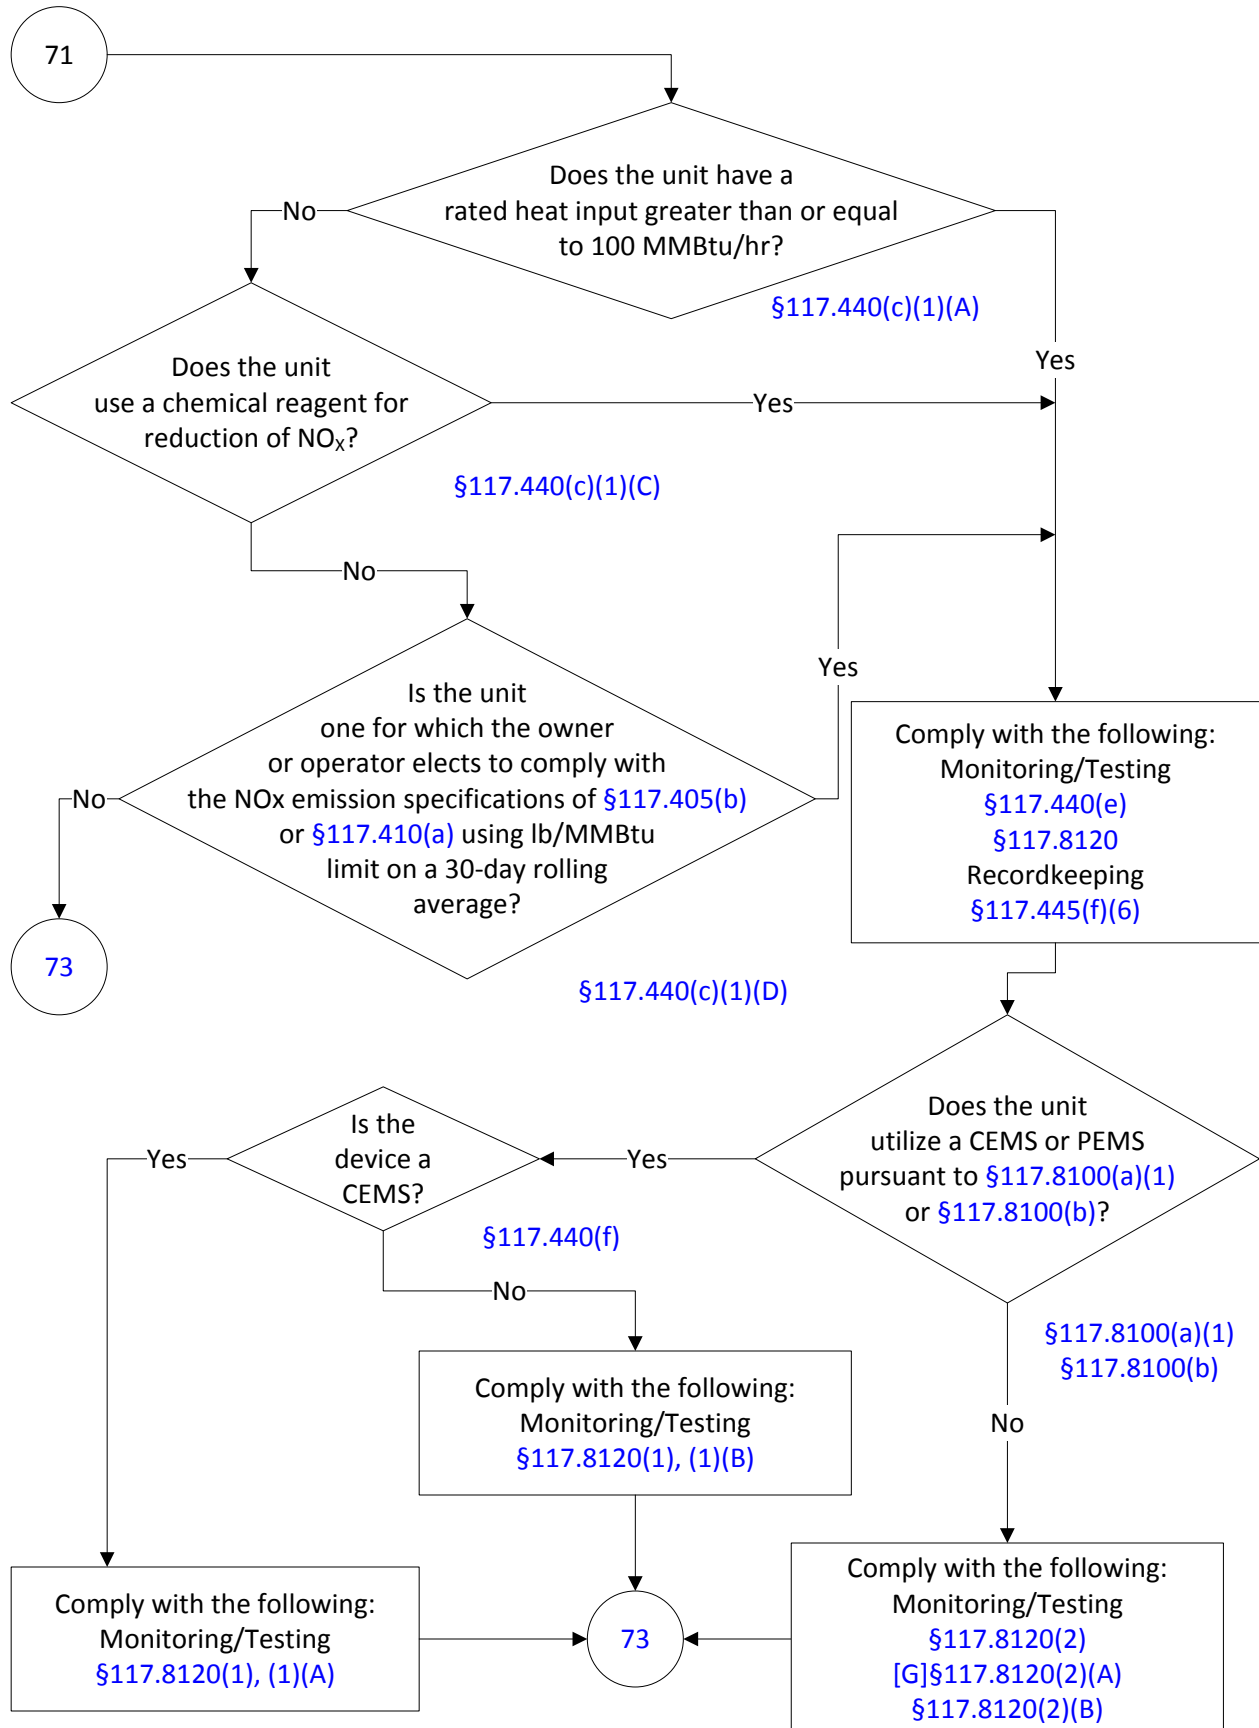 71
Does the unit have a
rated heat input greater than or equal
to 100 MMBtu/hr?
No
§117.440(c)(1)(A)
Yes
Does the unit
use a chemical reagent for
reduction of NOX?
Yes
§117.440(c)(1)(C)
No
Is the unit
one for which the owner
or operator elects to comply with
the NOx emission specifications of §117.405(b)
or §117.410(a) using lb/MMBtu
limit on a 30-day rolling
average?
Yes
No
73
§117.440(c)(1)(D)
Comply with the following:
Monitoring/Testing
§117.440(e)
§117.8120
Recordkeeping
§117.445(f)(6)
Does the unit
utilize a CEMS or PEMS
pursuant to §117.8100(a)(1)
or §117.8100(b)?
Yes
Is the
device a
CEMS?
Yes
§117.440(f)
No
§117.8100(a)(1)
§117.8100(b)
No
Comply with the following:
Monitoring/Testing
§117.8120(1), (1)(B)
Comply with the following:
Monitoring/Testing
§117.8120(1), (1)(A)
73
Comply with the following:
Monitoring/Testing
§117.8120(2)
[G]§117.8120(2)(A)
§117.8120(2)(B)